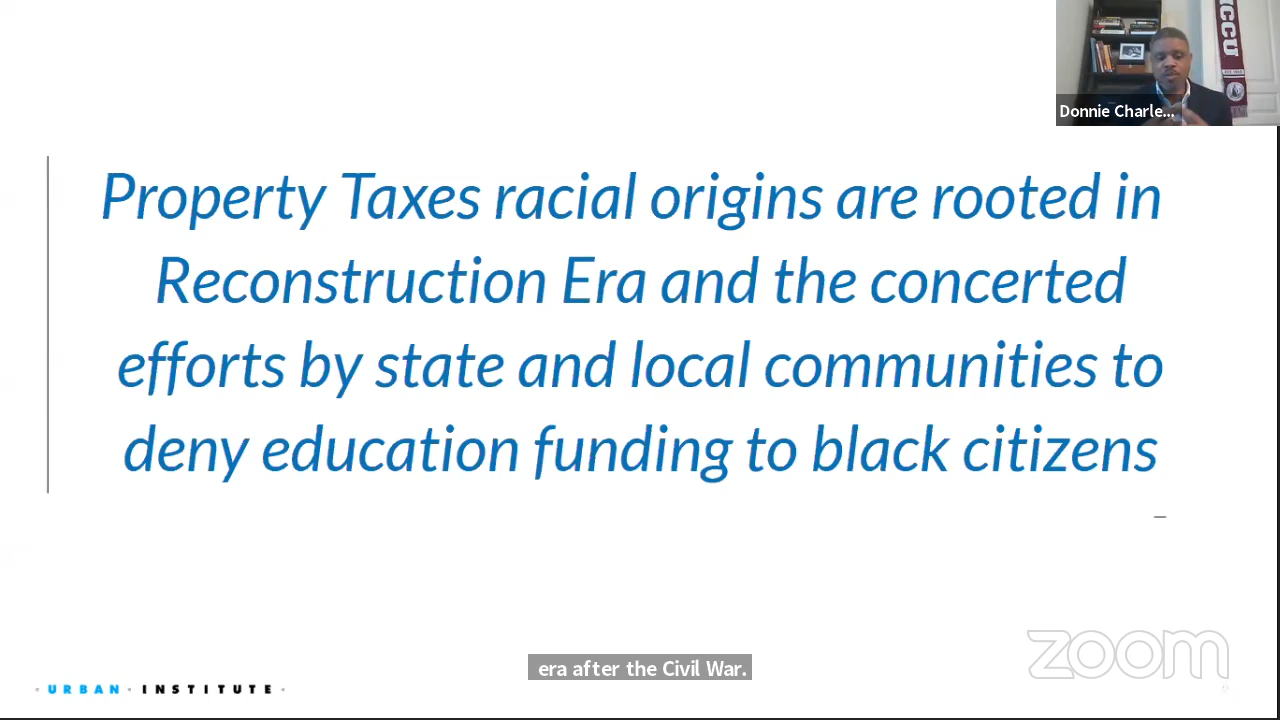 NCCU
Donnie Charle...
Property Taxes racial origins are rooted in
Reconstruction Era and the concerted
efforts by state and local communities to
deny education funding to black citizens
–
era after the Civil War.
zoom
· URBAN · INSTITUTE ·